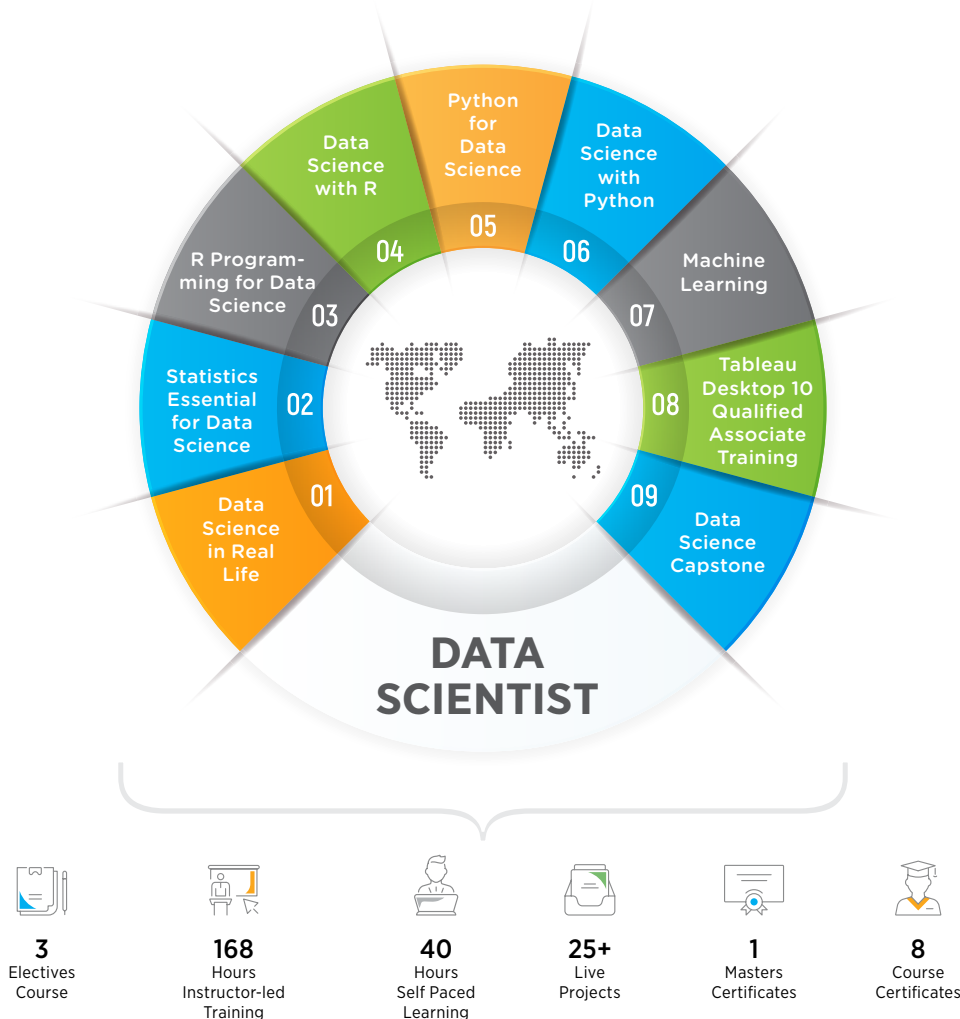 01
Data
Science
in Real
Life
02
Statistics
Essential
for Data
Science
03
R Program-
ming for Data
Science
04
Data
Science
with R
05
Python
for
Data
Science
06
Data
Science
with
Python
07
Machine
Learning
08
Tableau
Desktop 10
Qualified
Associate
Training
09
Data
Science
Capstone
DATA
SCIENTIST
3
Electives
Course
168
Hours
Instructor-led
Training
40
Hours
Self Paced
Learning
25+
Live
Projects
1
Masters
Certificates
8
Course
Certificates